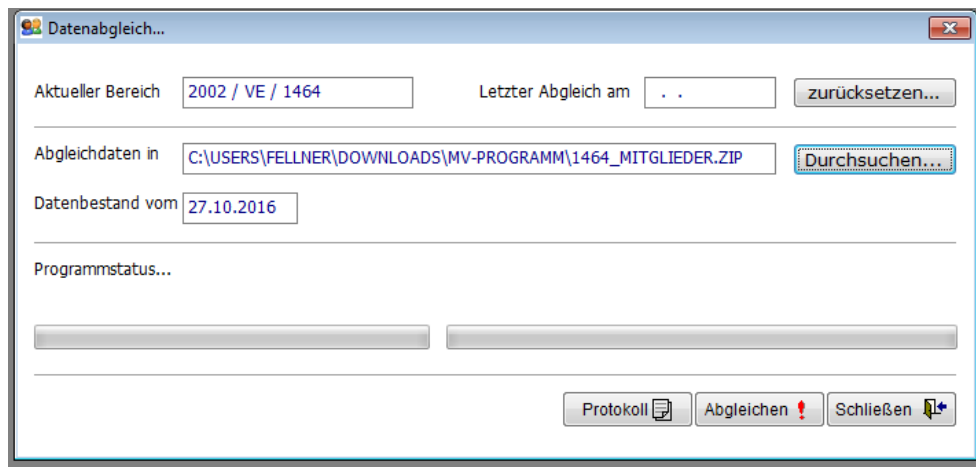 Datenabgleich...
Aktueller Bereich 2002 / VE / 1464 Letzter Abgleich am . . zurücksetzen...
Abgleichdaten in C:\USERS\FELLNER\DOWNLOADS\MV-PROGRAMM\1464_MITGLIEDER.ZIP Durchsuchen...
Datenbestand vom 27.10.2016
Programmstatus...
Protokoll Abgleichen Schließen